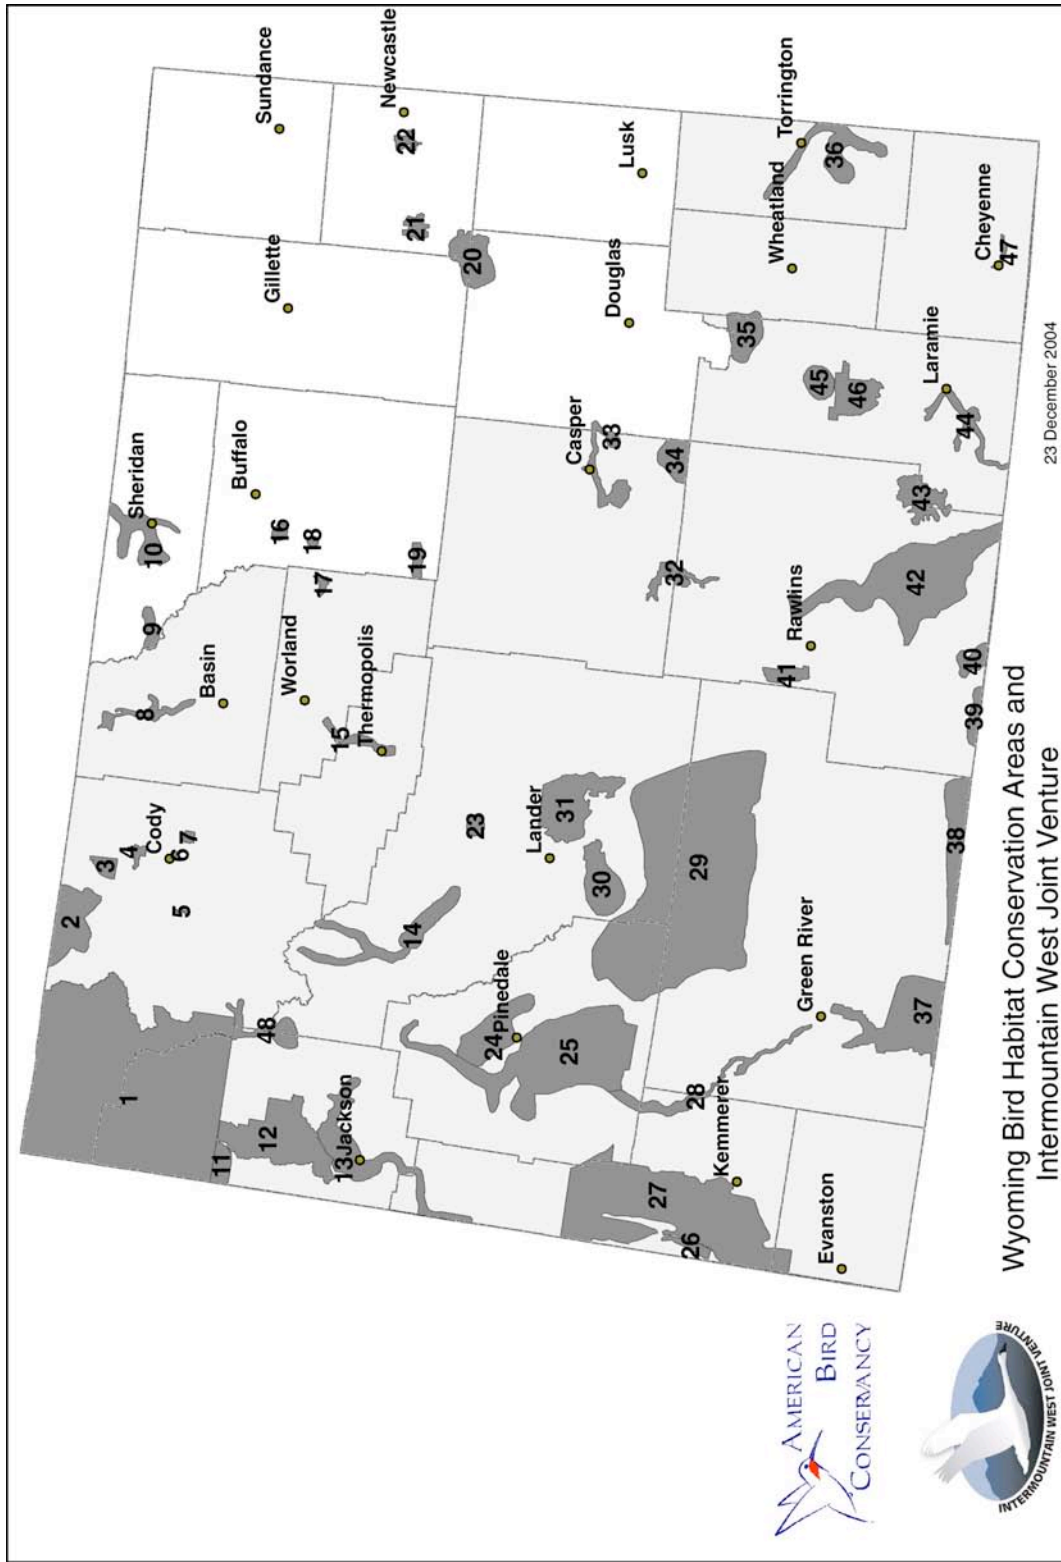 2
3
1
4
Sheridan
8
9
10
Cody
5
6
7
Basin
11
Buffalo
48
Sundance
12
Gillette
16
Worland
18
17
15
13
Jackson
Thermopolis
Newcastle
22
14
21
19
20
23
24
Pinedale
Lander
31
25
Casper
30
33
Douglas
Lusk
27
32
34
26
28
29
Kemmerer
35
Wheatland
Torrington
41
Rawlins
Green River
45
Evanston
36
46
42
43
37
Laramie
38
44
40
39
Cheyenne
47
AMERICAN
BIRD
CONSERVANCY
INTERMOUNTAIN WEST JOINT VENTURE
Wyoming Bird Habitat Conservation Areas and
Intermountain West Joint Venture
23 December 2004